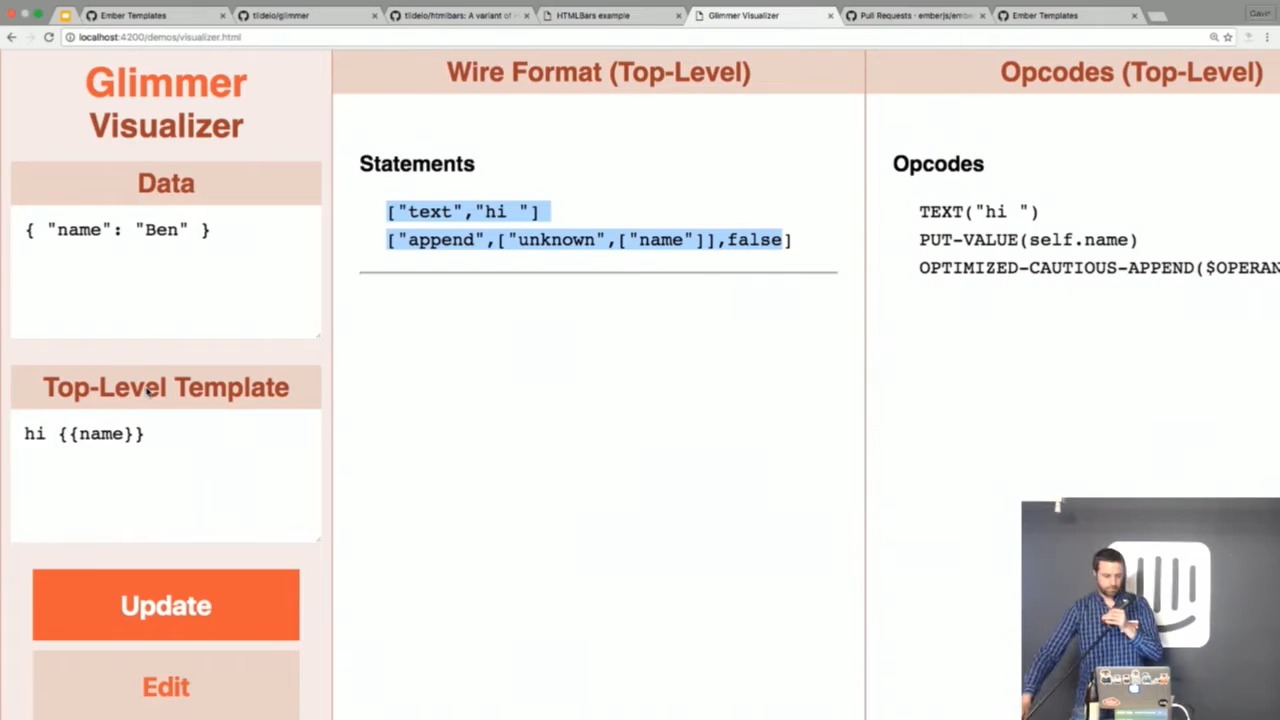 Ember Templates
tildeio/glimmer
tildeio/htmlbars: A variant of
HTMLBars example
Glimmer Visualizer
Pull Requests · emberjs/embe
Ember Templates
localhost:4200/demos/visualizer.html
Glimmer
Visualizer
Data
{ "name": "Ben" }
Top-Level Template
hi {{name}}
Update
Edit
Wire Format (Top-Level)
Statements
["text","hi "]
["append",["unknown",["name"]],false]
Opcodes (Top-Level)
Opcodes
TEXT("hi ")
PUT-VALUE(self.name)
OPTIMIZED-CAUTIOUS-APPEND($OPERAN